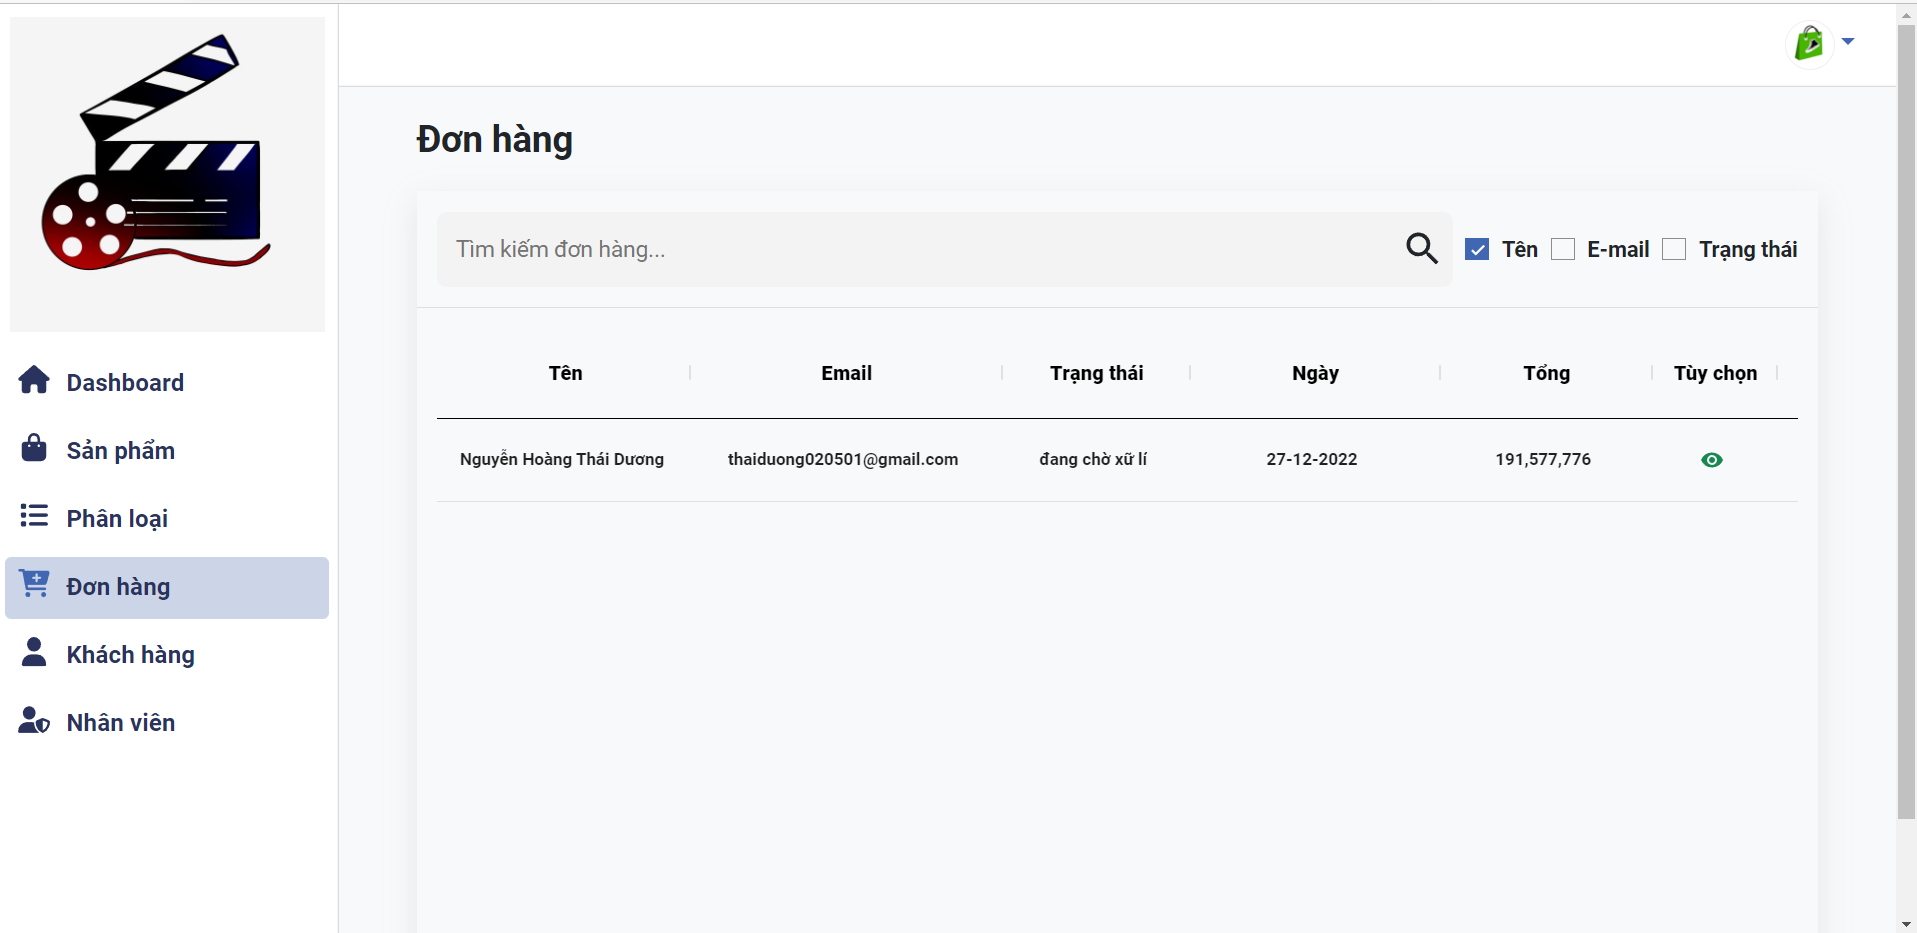 Đơn hàng
Tìm kiếm đơn hàng...
Tên
E-mail
Trạng thái
Dashboard
Sản phẩm
Phân loại
Đơn hàng
Khách hàng
Nhân viên
Tên Email Trạng thái Ngày Tổng Tùy chọn
Nguyễn Hoàng Thái Dương thaiduong020501@gmail.com đang chờ xữ lí 27-12-2022 191,577,776